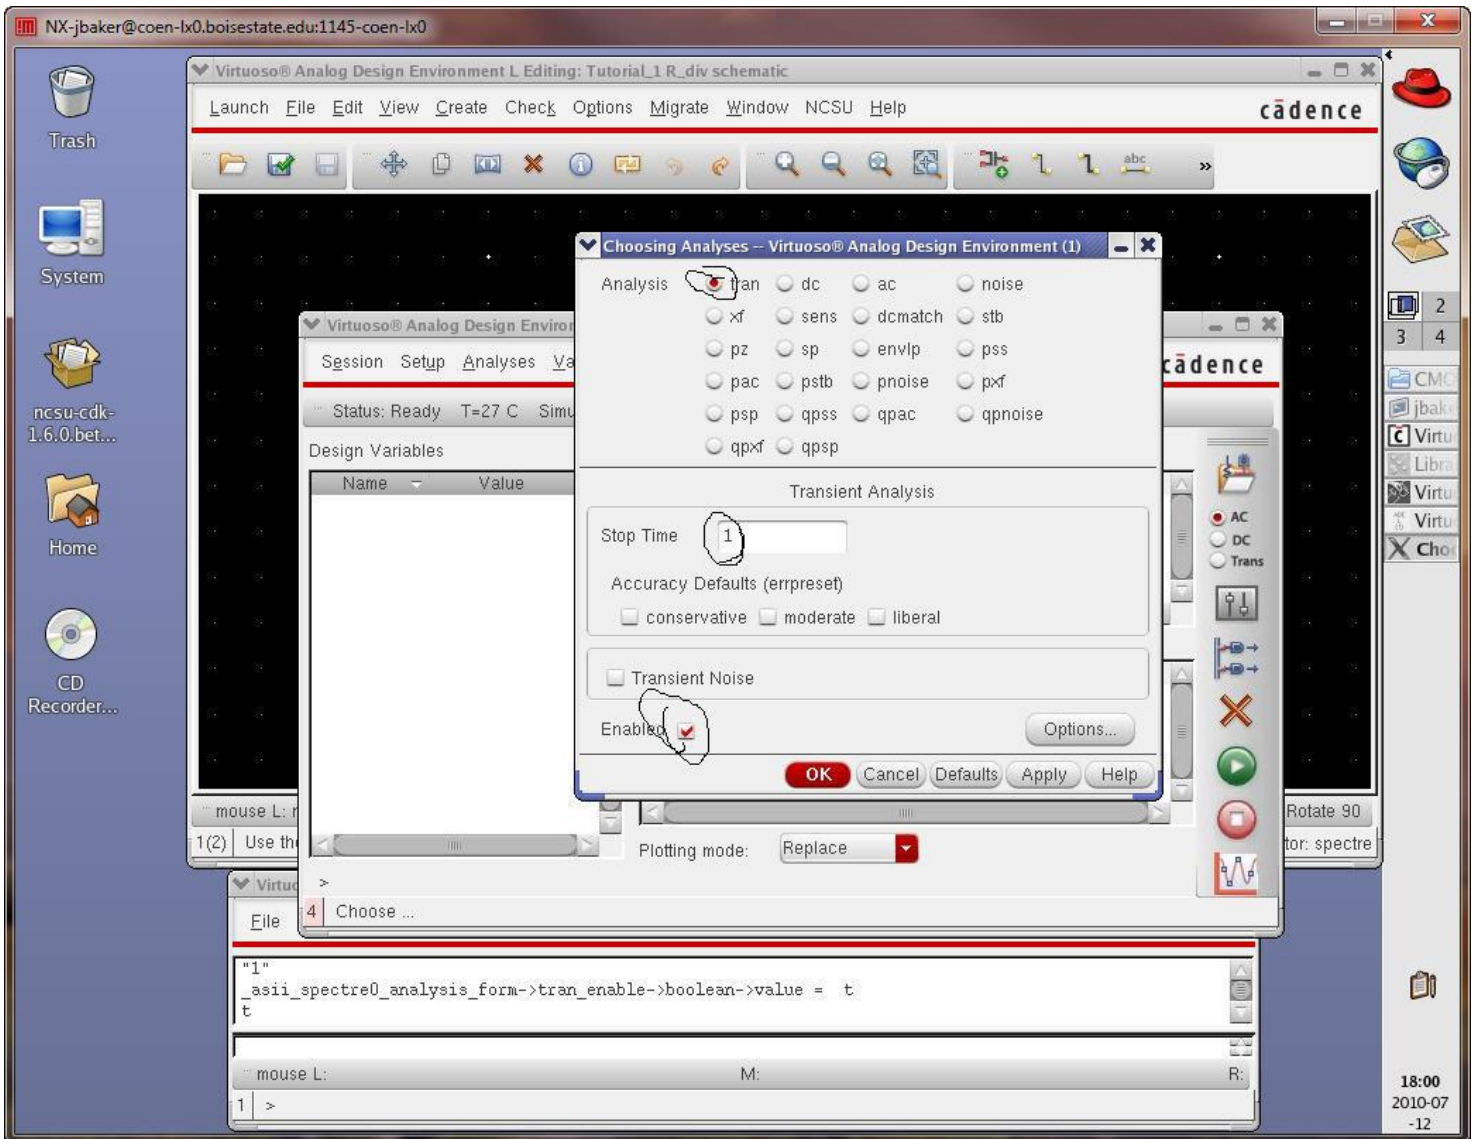 NX-jbaker@coen-lx0.boisestate.edu:1145-coen-lx0
Trash
System
ncsu-cdk-
1.6.0.bet...
Home
CD
Recorder...
Virtuoso® Analog Design Environment L Editing: Tutorial_1 R_div schematic
Launch File Edit View Create Check Options Migrate Window NCSU Help
cādence
abc
»
Choosing Analyses -- Virtuoso® Analog Design Environment (1)
Analysis tran dc ac noise
xf sens dcmatch stb
pz sp envlp pss
pac pstb pnoise pxf
psp qpss qpac qpnoise
qpxf qpsp
Transient Analysis
Stop Time 1
Accuracy Defaults (errpreset)
conservative moderate liberal
Transient Noise
Enabled
Options...
OK Cancel Defaults Apply Help
Virtuoso® Analog Design Environ
Session Setup Analyses Va
cādence
Status: Ready T=27 C Simu
Design Variables
Name Value
AC
DC
Trans
Plotting mode: Replace
>
4 Choose ...
mouse L: r
Rotate 90
1(2) Use th
tor: spectre
Virtuo
File
"1"
_asii_spectre0_analysis_form->tran_enable->boolean->value = t
t
mouse L: M: R:
1 >
2
3 4
CMO
jbak
Virtu
Libra
Virtu
Virtu
Choo
18:00
2010-07
-12